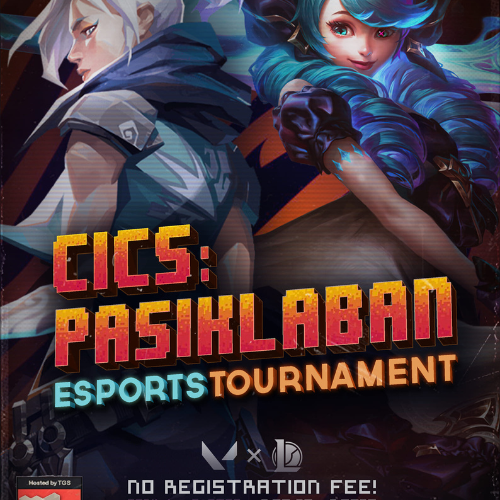 CICS:
PASIKLABAN
ESPORTS TOURNAMENT
×
Hosted by TGS
NO REGISTRATION FEE!